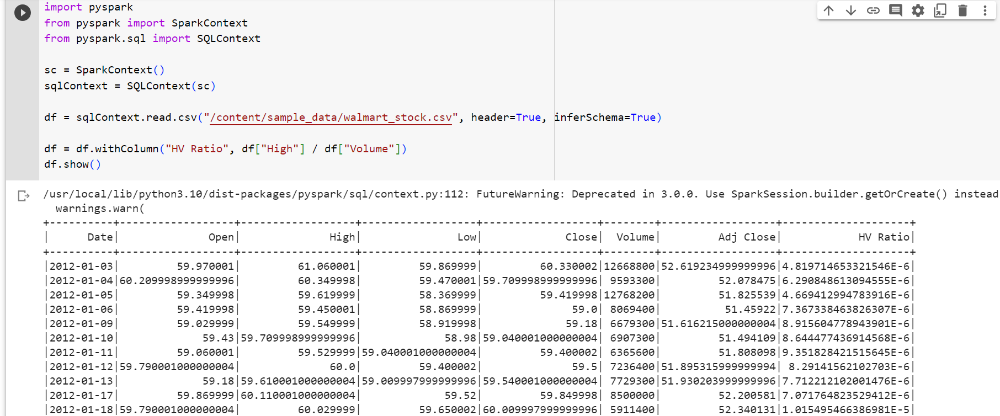 import pyspark
from pyspark import SparkContext
from pyspark.sql import SQLContext
sc = SparkContext()
sqlContext = SQLContext(sc)
df = sqlContext.read.csv("/content/sample_data/walmart_stock.csv", header=True, inferSchema=True)
df = df.withColumn("HV Ratio", df["High"] / df["Volume"])
df.show()
/usr/local/lib/python3.10/dist-packages/pyspark/sql/context.py:112: FutureWarning: Deprecated in 3.0.0. Use SparkSession.builder.getOrCreate() instead
warnings.warn(
+----------+------------------+------------------+------------------+------------------+--------+------------------+--------------------+
|      Date|              Open|              High|               Low|             Close|  Volume|         Adj Close|            HV Ratio|
+----------+------------------+------------------+------------------+------------------+--------+------------------+--------------------+
|2012-01-03|         59.970001|         61.060001|         59.869999|         60.330002|12668800|52.619234999999996|4.819714653321546E-6|
|2012-01-04|60.209998999999996|         60.349998|         59.470001|59.709998999999996| 9593300|         52.078475|6.290848613094555E-6|
|2012-01-05|         59.349998|         59.619999|         58.369999|         59.419998|12768200|         51.825539|4.669412994783916E-6|
|2012-01-06|         59.419998|         59.450001|         58.869999|              59.0| 8069400|          51.45922|7.367338463826307E-6|
|2012-01-09|         59.029999|         59.549999|         58.919998|             59.18| 6679300|51.616215000000004|8.915604778943901E-6|
|2012-01-10|             59.43|59.709998999999996|             58.98|59.040001000000004| 6907300|         51.494109|8.644477436914568E-6|
|2012-01-11|         59.060001|         59.529999|59.040001000000004|         59.400002| 6365600|         51.808098|9.351828421515645E-6|
|2012-01-12|59.790001000000004|              60.0|         59.400002|              59.5| 7236400|51.895315999999994| 8.29141562102703E-6|
|2012-01-13|             59.18|59.610001000000004|59.009997999999996|59.540001000000004| 7729300|51.930203999999996|7.712212102001476E-6|
|2012-01-17|         59.869999|60.110001000000004|             59.52|         59.849998| 8500000|         52.200581|7.071764823529412E-6|
|2012-01-18|59.790001000000004|         60.029999|         59.650002|60.009997999999996| 5911400|         52.340131|1.015495466386981E-5|